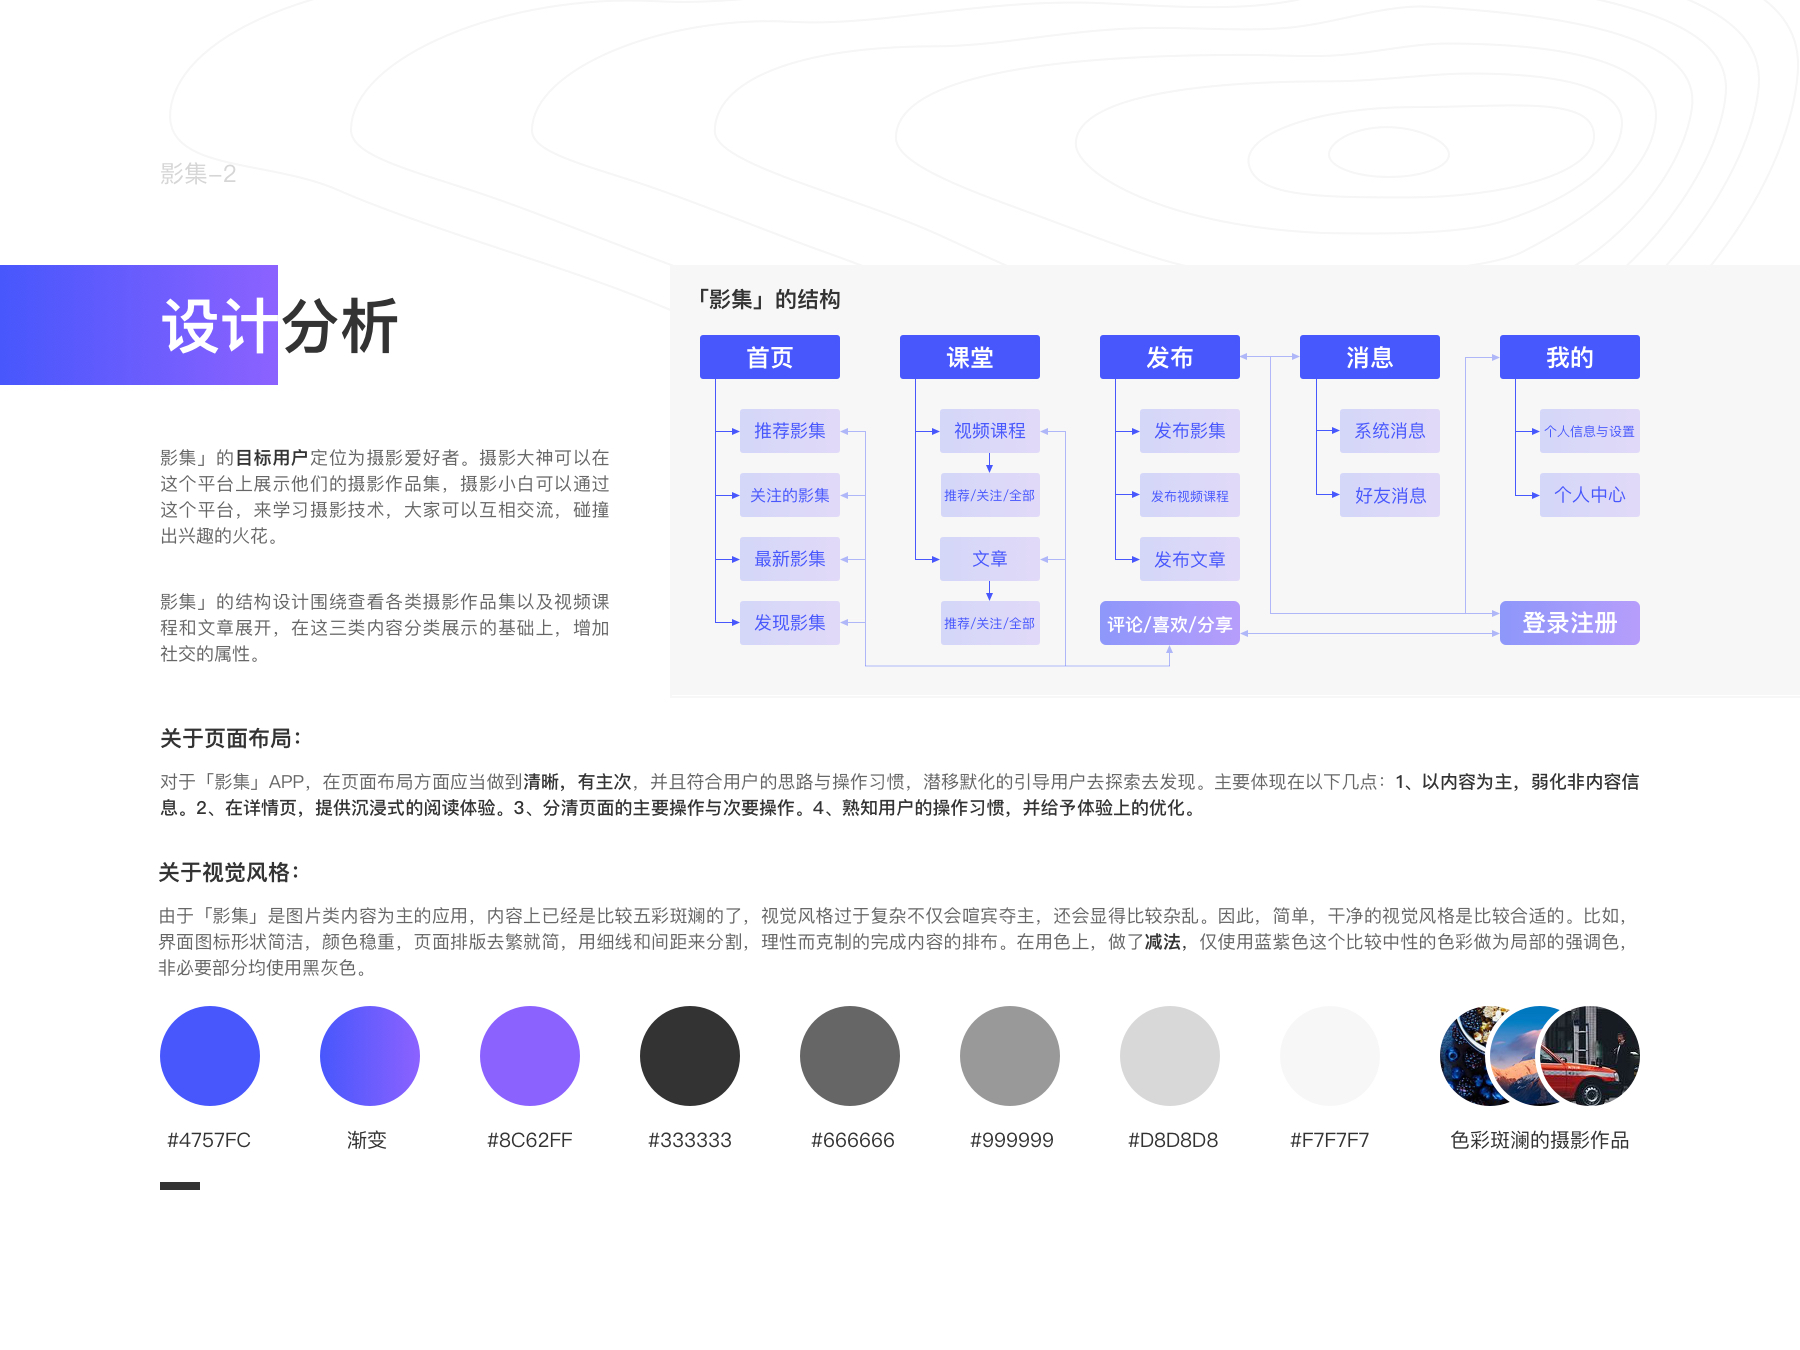 影集-2
设计分析
影集」的目标用户定位为摄影爱好者。摄影大神可以在
这个平台上展示他们的摄影作品集，摄影小白可以通过
这个平台，来学习摄影技术，大家可以互相交流，碰撞
出兴趣的火花。
影集」的结构设计围绕查看各类摄影作品集以及视频课
程和文章展开，在这三类内容分类展示的基础上，增加
社交的属性。
「影集」的结构
首页
推荐影集
关注的影集
最新影集
发现影集
课堂
视频课程
推荐/关注/全部
文章
推荐/关注/全部
发布
发布影集
发布视频课程
发布文章
评论/喜欢/分享
消息
系统消息
好友消息
我的
个人信息与设置
个人中心
登录注册
关于页面布局：
对于「影集」APP，在页面布局方面应当做到清晰，有主次，并且符合用户的思路与操作习惯，潜移默化的引导用户去探索去发现。主要体现在以下几点：1、以内容为主，弱化非内容信
息。2、在详情页，提供沉浸式的阅读体验。3、分清页面的主要操作与次要操作。4、熟知用户的操作习惯，并给予体验上的优化。
关于视觉风格：
由于「影集」是图片类内容为主的应用，内容上已经是比较五彩斑斓的了，视觉风格过于复杂不仅会喧宾夺主，还会显得比较杂乱。因此，简单，干净的视觉风格是比较合适的。比如，
界面图标形状简洁，颜色稳重，页面排版去繁就简，用细线和间距来分割，理性而克制的完成内容的排布。在用色上，做了减法，仅使用蓝紫色这个比较中性的色彩做为局部的强调色，
非必要部分均使用黑灰色。
#4757FC
渐变
#8C62FF
#333333
#666666
#999999
#D8D8D8
#F7F7F7
色彩斑澜的摄影作品